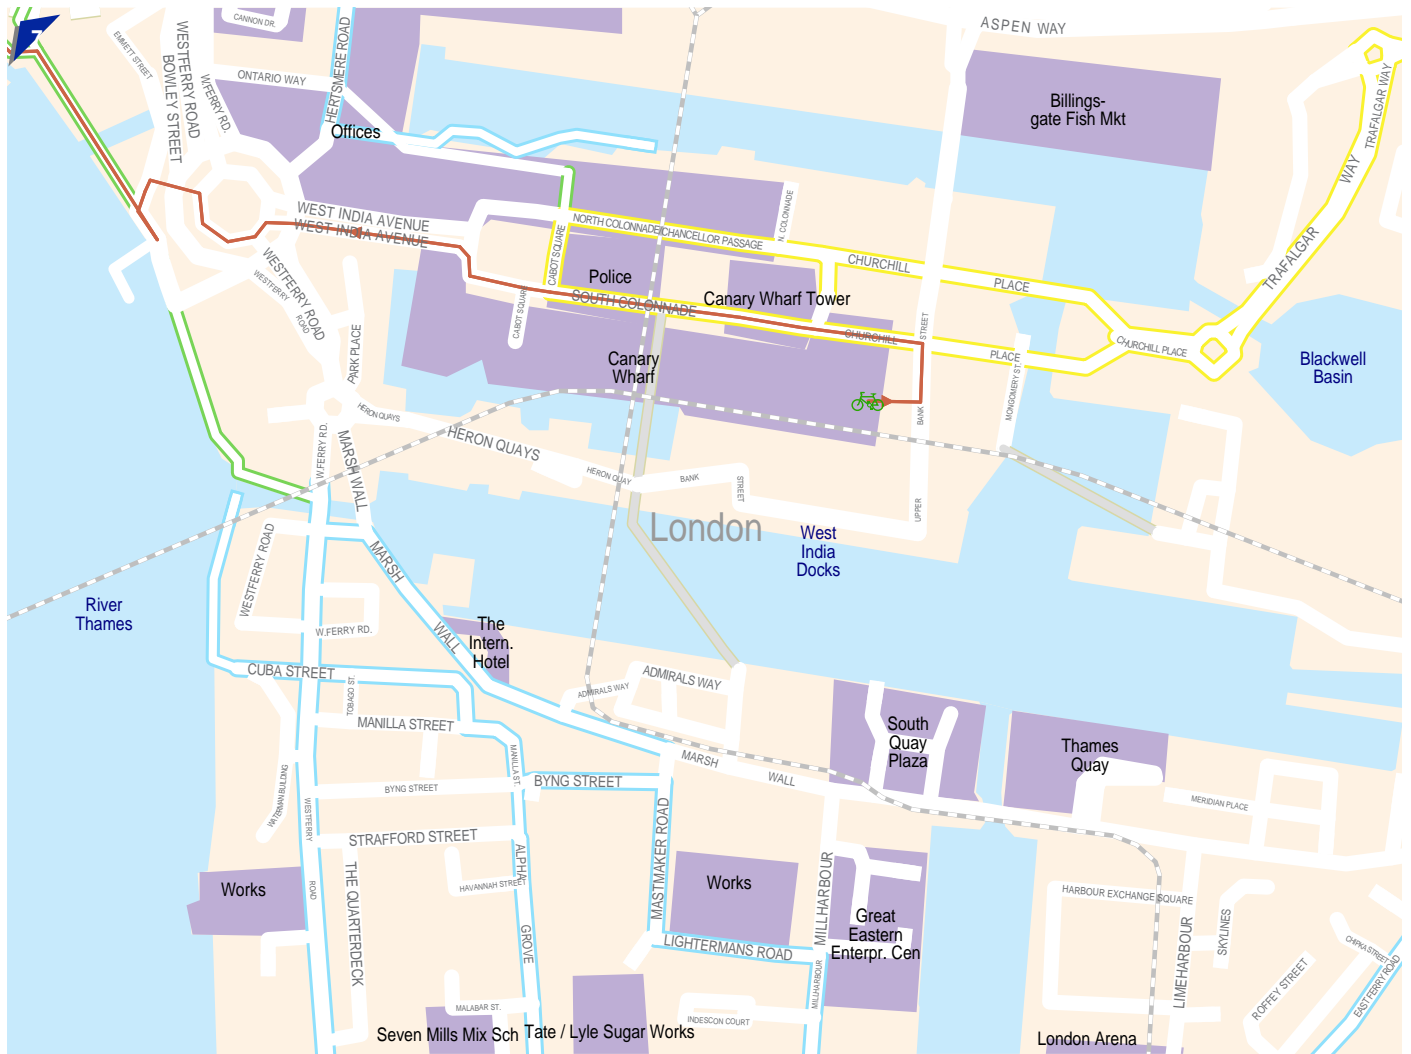 CANNON DR.
ASPEN WAY
EMMETT STREET
WESTFERRY ROAD
BOWLEY STREET
W.FERRY RD.
HERTSMERE ROAD
ONTARIO WAY
Offices
Billings-
gate Fish Mkt
TRAFALGAR WAY
WAY
TRAFALGAR
WEST INDIA AVENUE
WEST INDIA AVENUE
NORTH COLONNADE/CHANCELLOR PASSAGE
N. COLONNADE
CABOT SQUARE
CHURCHILL
PLACE
Police
SOUTH COLONNADE
Canary Wharf Tower
CABOT SQUARE
CHURCHILL
STREET
PLACE
CHURCHILL PLACE
WESTFERRY ROAD
WESTFERRY
ROAD
PARK PLACE
Canary
Wharf
MONGOMERY ST.
Blackwell
Basin
BANK
HERON QUAYS
HERON QUAYS
HERON QUAY
BANK
STREET
UPPER
W.FERRY RD.
MARSH WALL
London
West
India
Docks
MARSH
WALL
WESTFERRY ROAD
River
Thames
W.FERRY RD.
The
Intern.
Hotel
CUBA STREET
TOBAGO ST.
MANILLA STREET
ADMIRALS WAY
ADMIRALS WAY
South
Quay
Plaza
Thames
Quay
MARSH
WALL
MANILLA ST.
BYNG STREET
BYNG STREET
WATERMAN BUILDING
WESTFERRY
ROAD
MERIDIAN PLACE
STRAFFORD STREET
THE QUARTERDECK
ALPHA
GROVE
HAVANNAH STREET
MASTMAKER ROAD
Works
Works
MILLHARBOUR
Great
Eastern
Enterpr. Cen
HARBOUR EXCHANGE SQUARE
LIMEHARBOUR
SKYLINES
CHIPKA STREET
EAST FERRY ROAD
ROFFEY STREET
LIGHTERMANS ROAD
MILLHARBOUR
MALABAR ST.
INDESCON COURT
Seven Mills Mix Sch
Tate / Lyle Sugar Works
London Arena